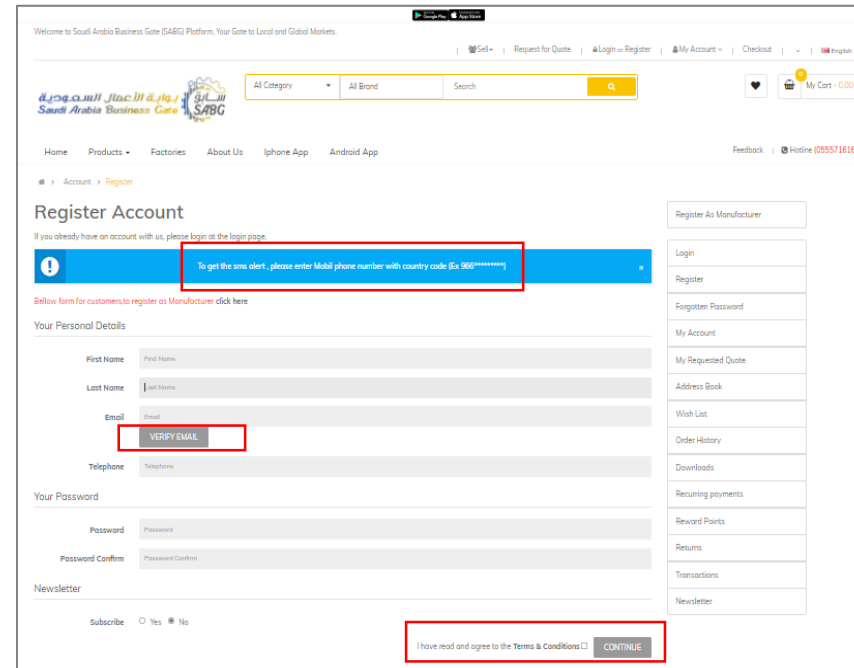 Google Play App Store
Welcome to Saudi Arabia Business Gate (SABG) Platform, Your Gate to Local and Global Markets.
Sell Request for Quote Login or Register My Account Checkout English
Saudi Arabia Business Gate SABG
All Category All Brand Search
0
My Cart - 0.00
Home Products Factories About Us Iphone App Android App
Feedback Hotline (055571616
Account > Register
Register Account
If you already have an account with us, please login at the login page.
To get the sms alert , please enter Mobil phone number with country code (Ex 966*********)
×
Bellow form for customers,to register as Manufacturer click here
Your Personal Details
First Name First Name
Last Name Last Name
Email Email
VERIFY EMAIL
Telephone Telephone
Your Password
Password Password
Password Confirm Password Confirm
Newsletter
Subscribe Yes No
I have read and agree to the Terms & Conditions CONTINUE
Register As Manufacturer
Login
Register
Forgotten Password
My Account
My Requested Quote
Address Book
Wish List
Order History
Downloads
Recurring payments
Reward Points
Returns
Transactions
Newsletter